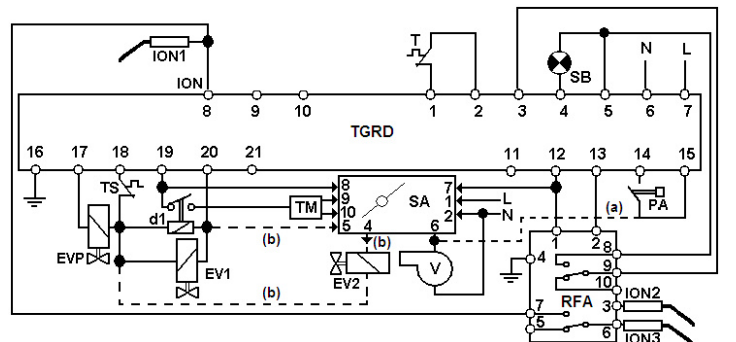 ION1
T
ION
SB
N
L
8
9
10
1
2
3
4
5
6
7
TGRD
16
17
18
19
20
21
11
12
13
14
15
TS
d1
TM
8
9
10
5
4
SA
7
1
2
6
L
N
(a)
PA
(b)
(b)
(b)
EVP
EV1
EV2
V
1
2
4
8
9
10
RFA
7
5
3
6
ION2
ION3